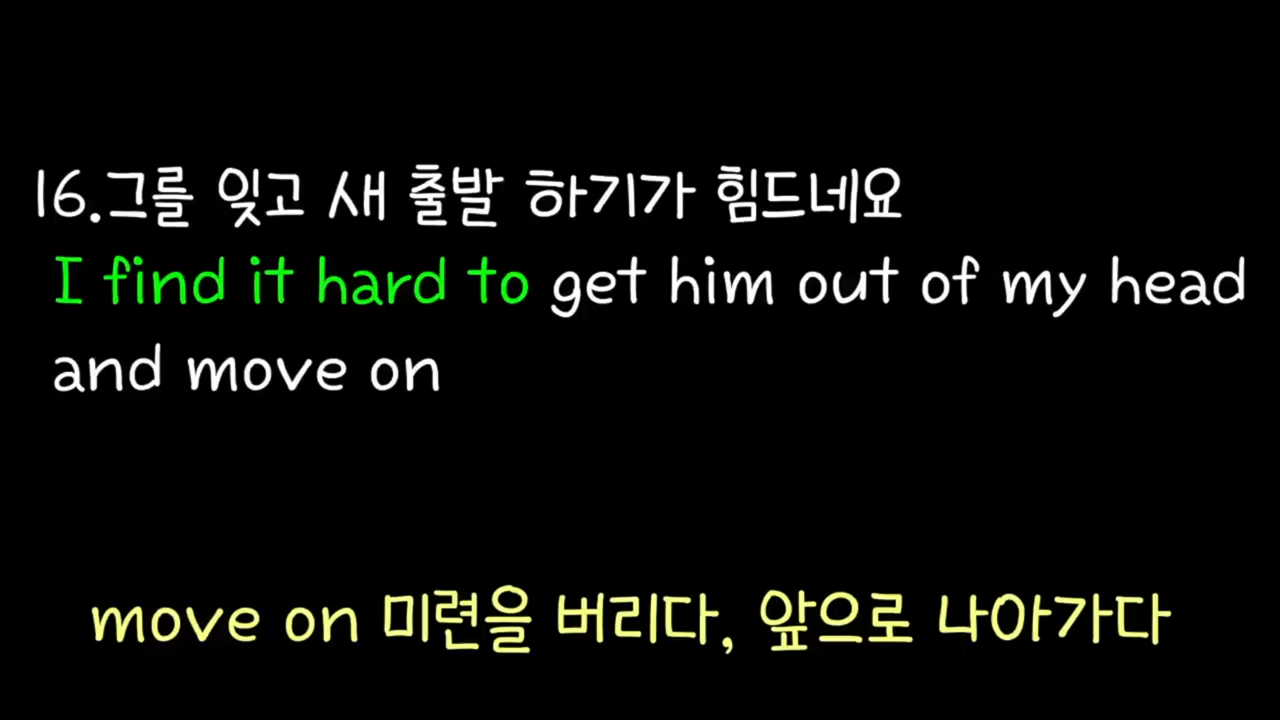 16.그를 잊고 새 출발 하기가 힘드네요
I find it hard to get him out of my head
and move on
move on 미련을 버리다, 앞으로 나아가다